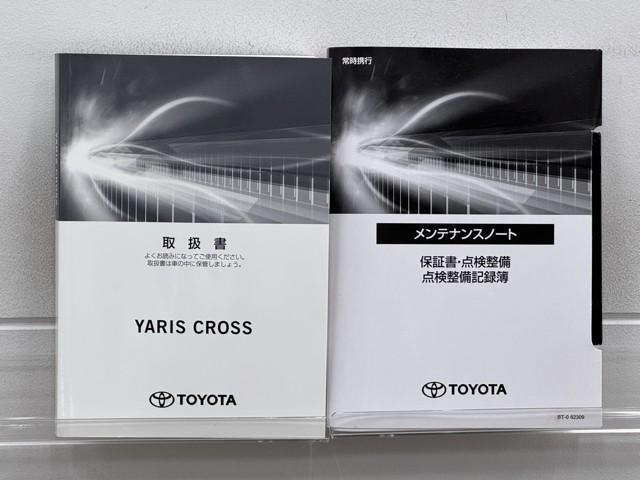 取扱書
よくお読みになってご使用ください。
取扱書は車の中に保管しましょう。
YARIS CROSS
TOYOTA
常時携行
メンテナンスノート
保証書・点検整備
点検整備記録簿
TOYOTA
BT-0 62309